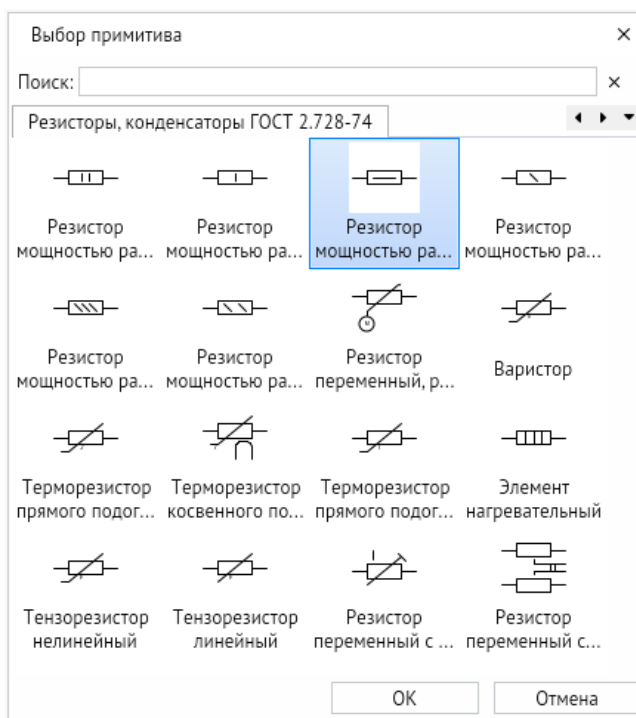 Выбор примитива
Поиск:
Резисторы, конденсаторы ГОСТ 2.728-74
Резистор мощностью ра...
Резистор мощностью ра...
Резистор мощностью ра...
Резистор мощностью ра...
Резистор мощностью ра...
Резистор мощностью ра...
Резистор переменный, р...
Варистор
Терморезистор прямого подог...
Терморезистор косвенного по...
Терморезистор прямого подог...
Элемент нагревательный
Тензорезистор нелинейный
Тензорезистор линейный
Резистор переменный с ...
Резистор переменный с...
ОК
Отмена